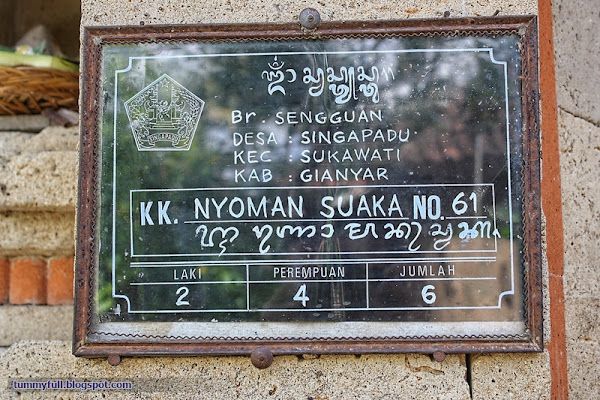 SINGAPADU
Br. SENGGUAN
DESA : SINGAPADU
KEC : SUKAWATI
KAB : GIANYAR
KK. NYOMAN SUAKA NO. 61
LAKI PEREMPUAN JUMLAH
2 4 6
tummyfull.blogspot.com